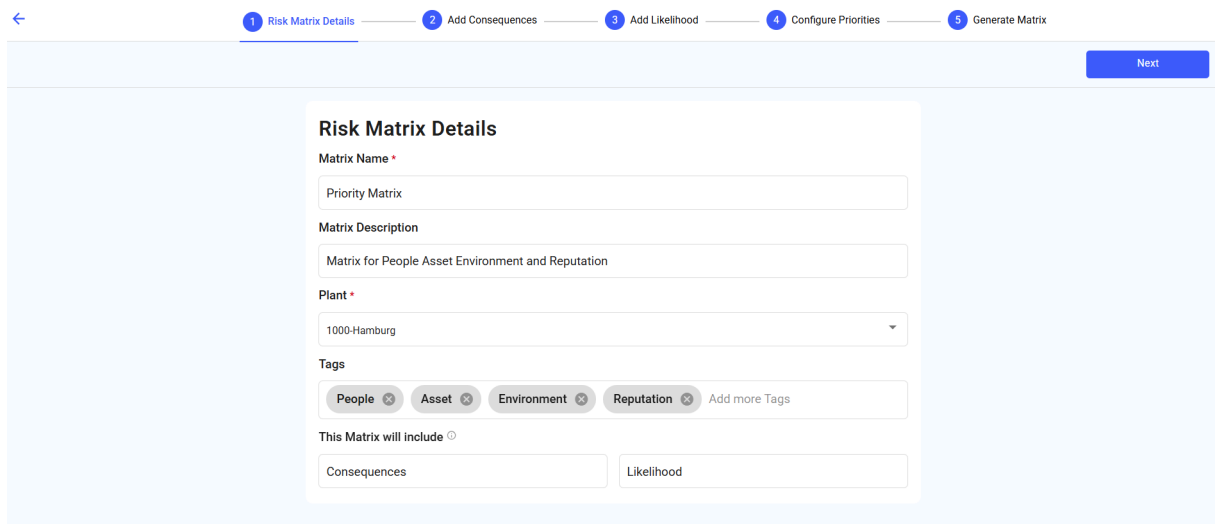 1 Risk Matrix Details 2 Add Consequences 3 Add Likelihood 4 Configure Priorities 5 Generate Matrix
Next
Risk Matrix Details
Matrix Name *
Priority Matrix
Matrix Description
Matrix for People Asset Environment and Reputation
Plant *
1000-Hamburg
Tags
People Asset Environment Reputation Add more Tags
This Matrix will include
Consequences Likelihood